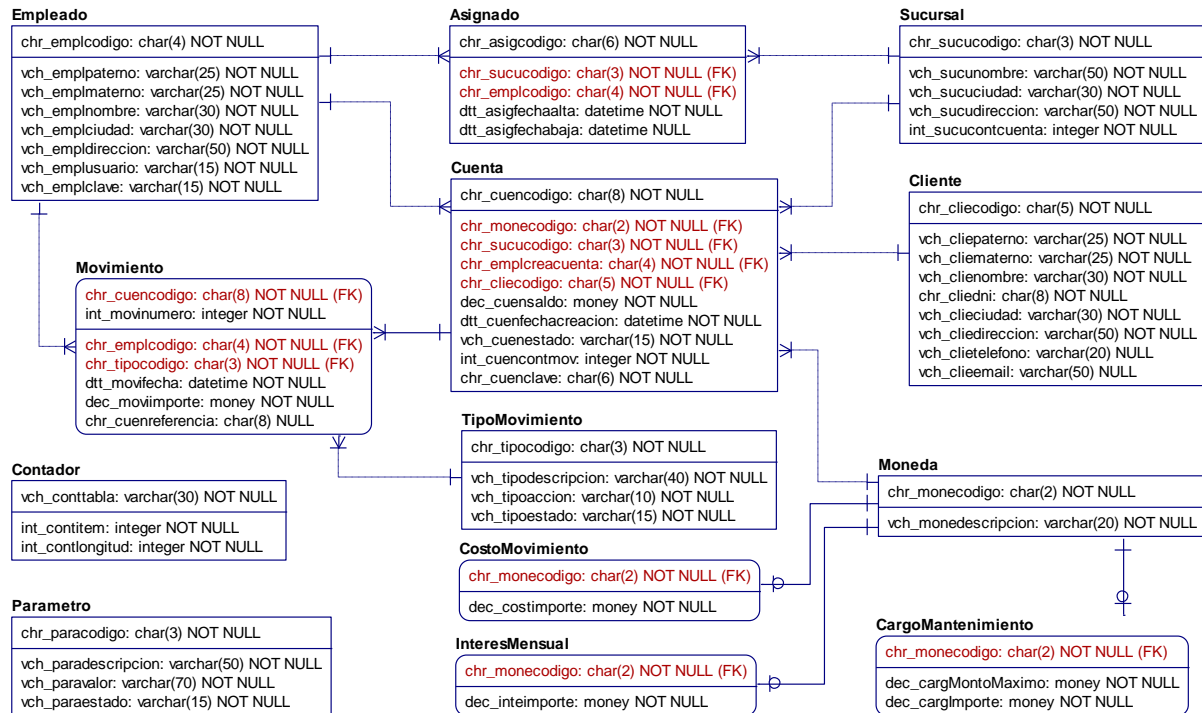 Empleado
chr_emplcodigo: char(4) NOT NULL
vch_emplpaterno: varchar(25) NOT NULL
vch_emplmaterno: varchar(25) NOT NULL
vch_emplnombre: varchar(30) NOT NULL
vch_emplciudad: varchar(30) NOT NULL
vch_empldireccion: varchar(50) NOT NULL
vch_emplusuario: varchar(15) NOT NULL
vch_emplclave: varchar(15) NOT NULL
Asignado
chr_asigcodigo: char(6) NOT NULL
chr_sucucodigo: char(3) NOT NULL (FK)
chr_emplcodigo: char(4) NOT NULL (FK)
dtt_asigfechaalta: datetime NOT NULL
dtt_asigfechabaja: datetime NULL
Sucursal
chr_sucucodigo: char(3) NOT NULL
vch_sucunombre: varchar(50) NOT NULL
vch_sucuciudad: varchar(30) NOT NULL
vch_sucudireccion: varchar(50) NOT NULL
int_sucucontcuenta: integer NOT NULL
Cuenta
chr_cuencodigo: char(8) NOT NULL
chr_monecodigo: char(2) NOT NULL (FK)
chr_sucucodigo: char(3) NOT NULL (FK)
chr_emplcreacuenta: char(4) NOT NULL (FK)
chr_cliecodigo: char(5) NOT NULL (FK)
dec_cuensaldo: money NOT NULL
dtt_cuenfechacreacion: datetime NOT NULL
vch_cuenestado: varchar(15) NOT NULL
int_cuencontmov: integer NOT NULL
chr_cuenclave: char(6) NOT NULL
Cliente
chr_cliecodigo: char(5) NOT NULL
vch_cliepaterno: varchar(25) NOT NULL
vch_cliematerno: varchar(25) NOT NULL
vch_clienombre: varchar(30) NOT NULL
chr_cliedni: char(8) NOT NULL
vch_clieciudad: varchar(30) NOT NULL
vch_cliedireccion: varchar(50) NOT NULL
vch_clietelefono: varchar(20) NULL
vch_clieemail: varchar(50) NULL
Movimiento
chr_cuencodigo: char(8) NOT NULL (FK)
int_movinumero: integer NOT NULL
chr_emplcodigo: char(4) NOT NULL (FK)
chr_tipocodigo: char(3) NOT NULL (FK)
dtt_movifecha: datetime NOT NULL
dec_moviimporte: money NOT NULL
chr_cuenreferencia: char(8) NULL
TipoMovimiento
chr_tipocodigo: char(3) NOT NULL
vch_tipodescripcion: varchar(40) NOT NULL
vch_tipoaccion: varchar(10) NOT NULL
vch_tipoestado: varchar(15) NOT NULL
Contador
vch_conttabla: varchar(30) NOT NULL
int_contitem: integer NOT NULL
int_contlongitud: integer NOT NULL
Moneda
chr_monecodigo: char(2) NOT NULL
vch_monedescripcion: varchar(20) NOT NULL
CostoMovimiento
chr_monecodigo: char(2) NOT NULL (FK)
dec_costimporte: money NOT NULL
Parametro
chr_paracodigo: char(3) NOT NULL
vch_paradescripcion: varchar(50) NOT NULL
vch_paravalor: varchar(70) NOT NULL
vch_paraestado: varchar(15) NOT NULL
InteresMensual
chr_monecodigo: char(2) NOT NULL (FK)
dec_inteimporte: money NOT NULL
CargoMantenimiento
chr_monecodigo: char(2) NOT NULL (FK)
dec_cargMontoMaximo: money NOT NULL
dec_cargImporte: money NOT NULL